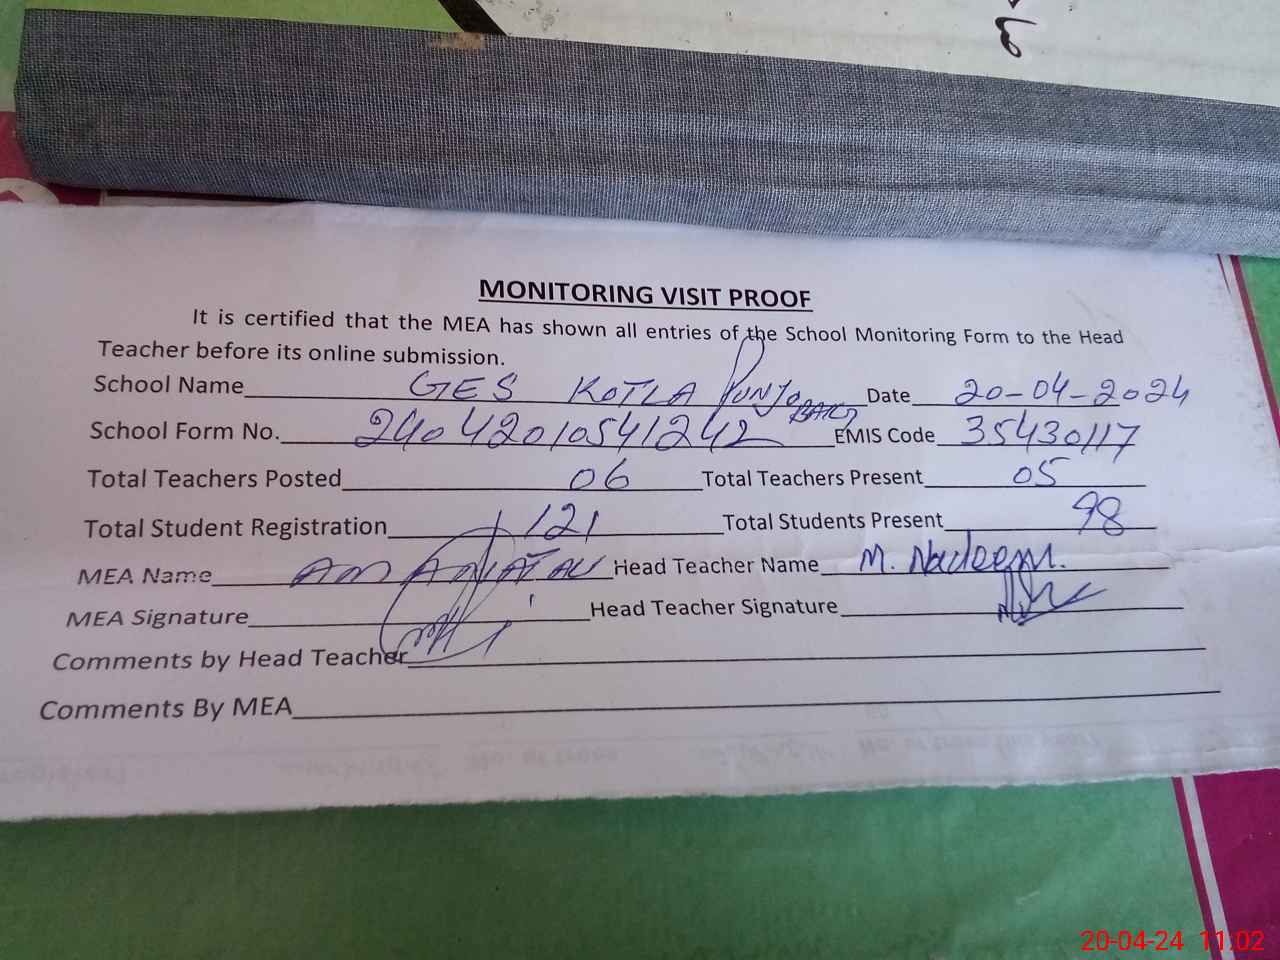 MONITORING VISIT PROOF
It is certified that the MEA has shown all entries of the School Monitoring Form to the Head
Teacher before its online submission.
School Name GES KOTLA Punjo BAKG Date 20-04-2024
School Form No. 24042010541242 EMIS Code 35430117
Total Teachers Posted 06 Total Teachers Present 05
Total Student Registration 121 Total Students Present 98
MEA Name Head Teacher Name M. Nadeem.
MEA Signature Head Teacher Signature
Comments by Head Teacher
Comments By MEA
20-04-24 11:02